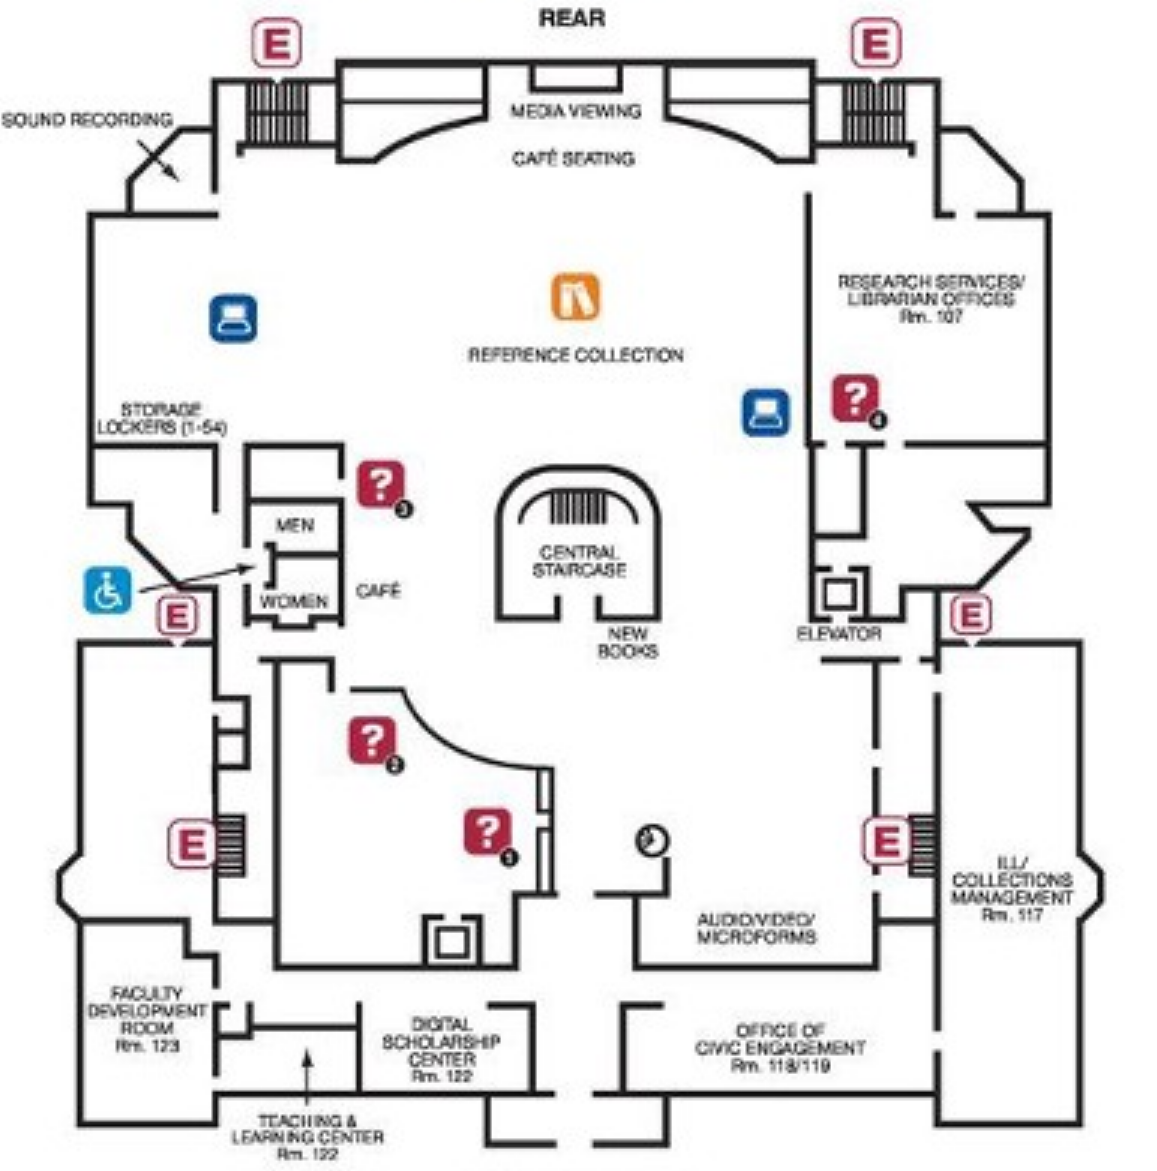 REAR
E
E
SOUND RECORDING
MEDIA VIEWING
CAFÉ SEATING
RESEARCH SERVICES/
LIBRARIAN OFFICES
Rm. 107
REFERENCE COLLECTION
STORAGE
LOCKERS (1-54)
?
4
?
3
MEN
WOMEN
CAFÉ
CENTRAL
STAIRCASE
NEW
BOOKS
ELEVATOR
E
E
?
2
?
1
E
E
ILL/
COLLECTIONS
MANAGEMENT
Rm. 117
AUDIO/VIDEO/
MICROFORMS
FACULTY
DEVELOPMENT
ROOM
Rm. 123
DIGITAL
SCHOLARSHIP
CENTER
Rm. 122
OFFICE OF
CIVIC ENGAGEMENT
Rm. 118/119
TEACHING &
LEARNING CENTER
Rm. 122